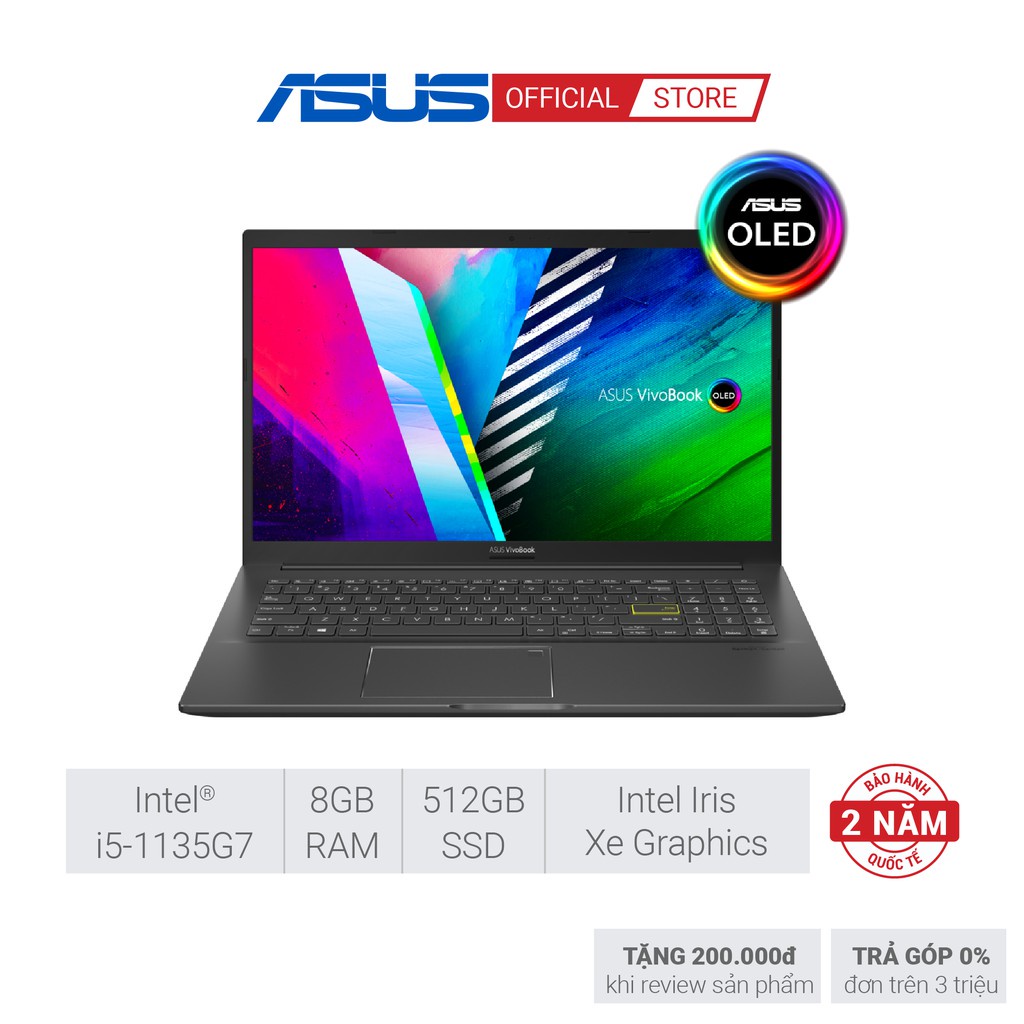 ASUS OFFICIAL STORE
ASUS
OLED
ASUS VivoBook OLED
ASUS VivoBook
Intel®
i5-1135G7
8GB
RAM
512GB
SSD
Intel Iris
Xe Graphics
BẢO HÀNH
2 NĂM
QUỐC TẾ
TẶNG 200.000đ
khi review sản phẩm
TRẢ GÓP 0%
đơn trên 3 triệu